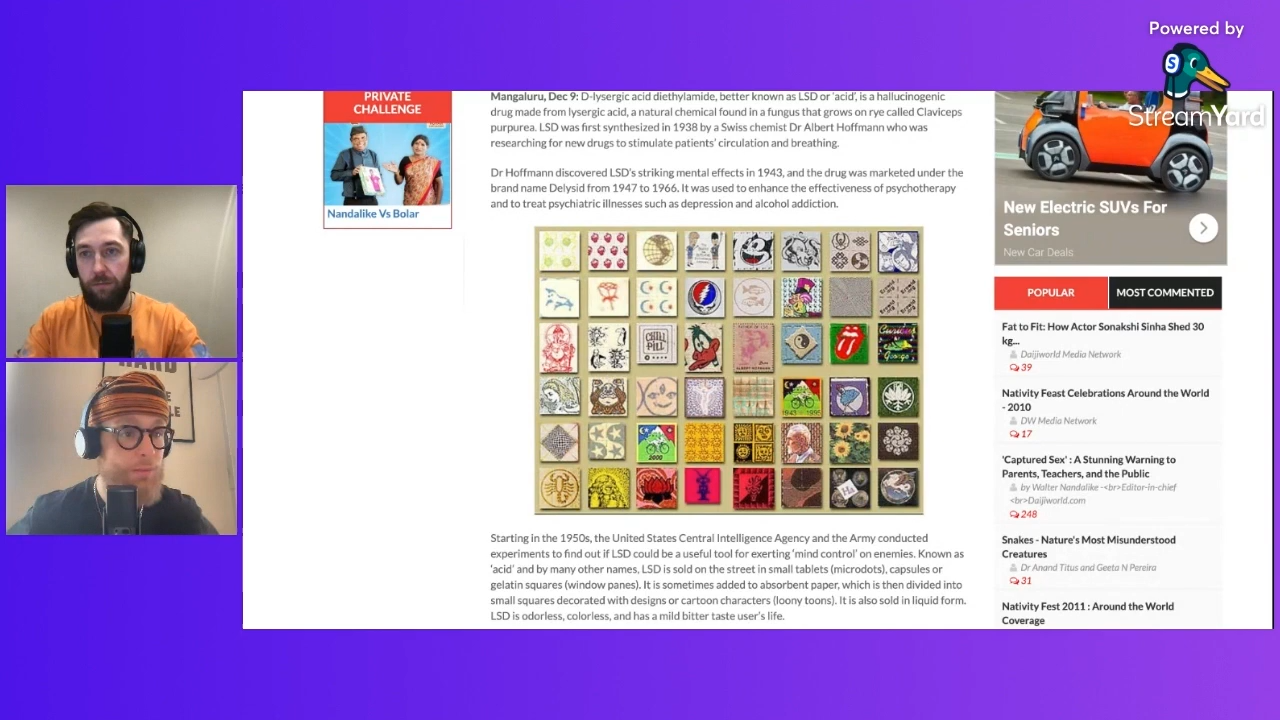 Powered by
StreamYard
PRIVATE
CHALLENGE
Nandalike Vs Bolar
Mangaluru, Dec 9: D-lysergic acid diethylamide, better known as LSD or 'acid', is a hallucinogenic
drug made from lysergic acid, a natural chemical found in a fungus that grows on rye called Claviceps
purpurea. LSD was first synthesized in 1938 by a Swiss chemist Dr Albert Hoffmann who was
researching for new drugs to stimulate patients' circulation and breathing.
Dr Hoffmann discovered LSD's striking mental effects in 1943, and the drug was marketed under the
brand name Delysid from 1947 to 1966. It was used to enhance the effectiveness of psychotherapy
and to treat psychiatric illnesses such as depression and alcohol addiction.
CHILL
PILL
2000
Starting in the 1950s, the United States Central Intelligence Agency and the Army conducted
experiments to find out if LSD could be a useful tool for exerting 'mind control' on enemies. Known as
'acid' and by many other names, LSD is sold on the street in small tablets (microdots), capsules or
gelatin squares (window panes). It is sometimes added to absorbent paper, which is then divided into
small squares decorated with designs or cartoon characters (loony toons). It is also sold in liquid form.
LSD is odorless, colorless, and has a mild bitter taste user's life.
New Electric SUVs For
Seniors
New Car Deals
POPULAR
MOST COMMENTED
Fat to Fit: How Actor Sonakshi Sinha Shed 30
kg...
Daijiworld Media Network
39
Nativity Feast Celebrations Around the World
- 2010
DW Media Network
17
'Captured Sex' : A Stunning Warning to
Parents, Teachers, and the Public
by Walter Nandalike -<br>Editor-in-chief
<br>Daijiworld.com
248
Snakes - Nature's Most Misunderstood
Creatures
Dr Anand Titus and Geeta N Pereira
31
Nativity Fest 2011 : Around the World
Coverage
HARD